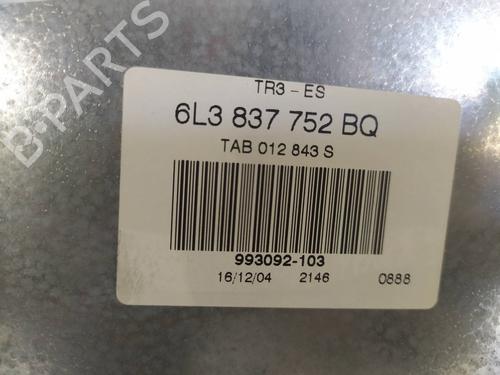 B-PARTS
TR3 - ES
6L3 837 752 BQ
TAB 012 843 S
993092-103
16/12/04 2146 0888